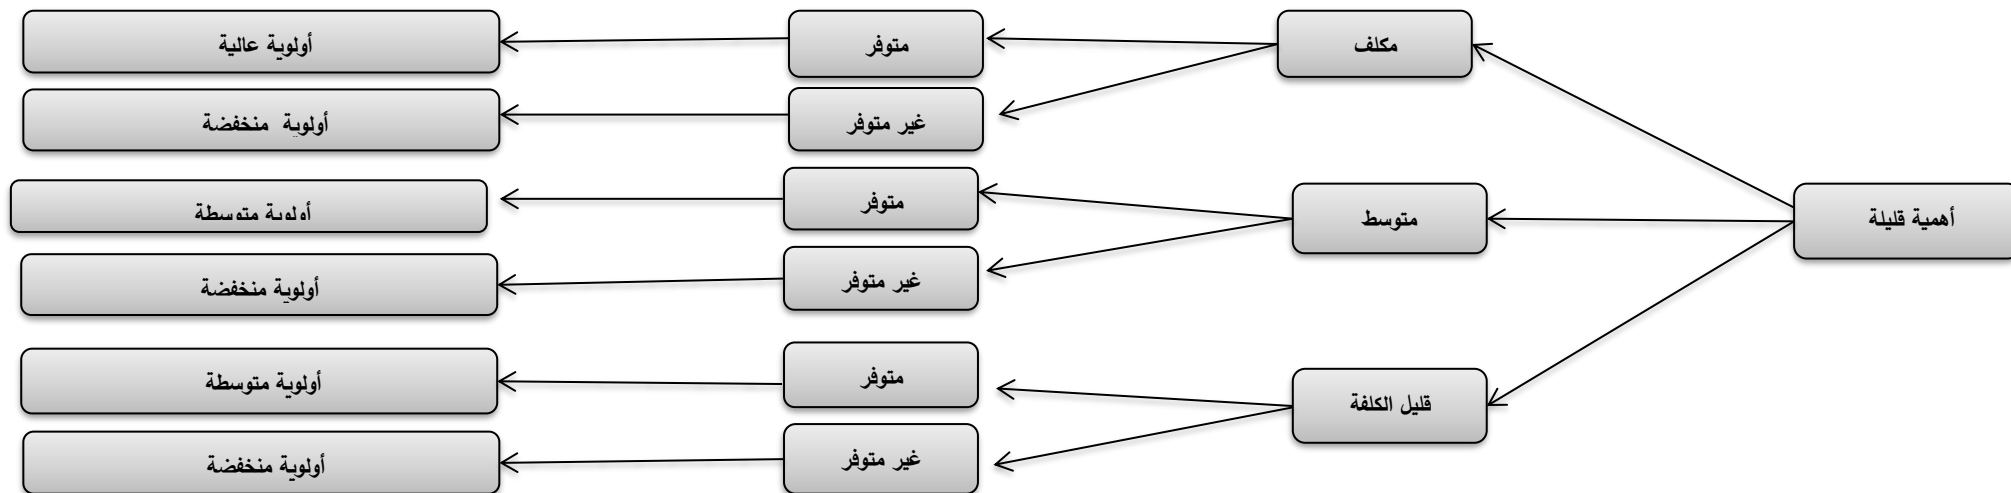 أهمية قليلة
مكلف
متوفر
أولوية عالية
غير متوفر
أولوية منخفضة
متوسط
متوفر
أولوية متوسطة
غير متوفر
أولوية منخفضة
قليل الكلفة
متوفر
أولوية متوسطة
غير متوفر
أولوية منخفضة